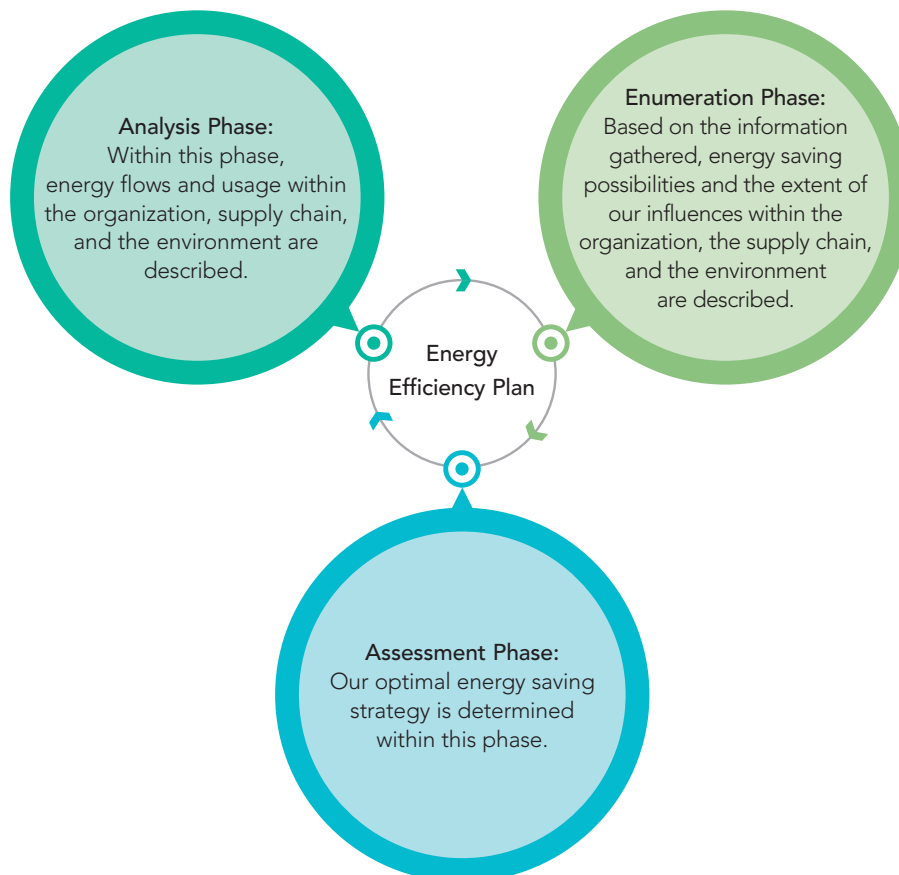 Analysis Phase:
Within this phase,
energy flows and usage within
the organization, supply chain,
and the environment are
described.
Enumeration Phase:
Based on the information
gathered, energy saving
possibilities and the extent of
our influences within the
organization, the supply chain,
and the environment
are described.
Energy
Efficiency Plan
Assessment Phase:
Our optimal energy saving
strategy is determined
within this phase.